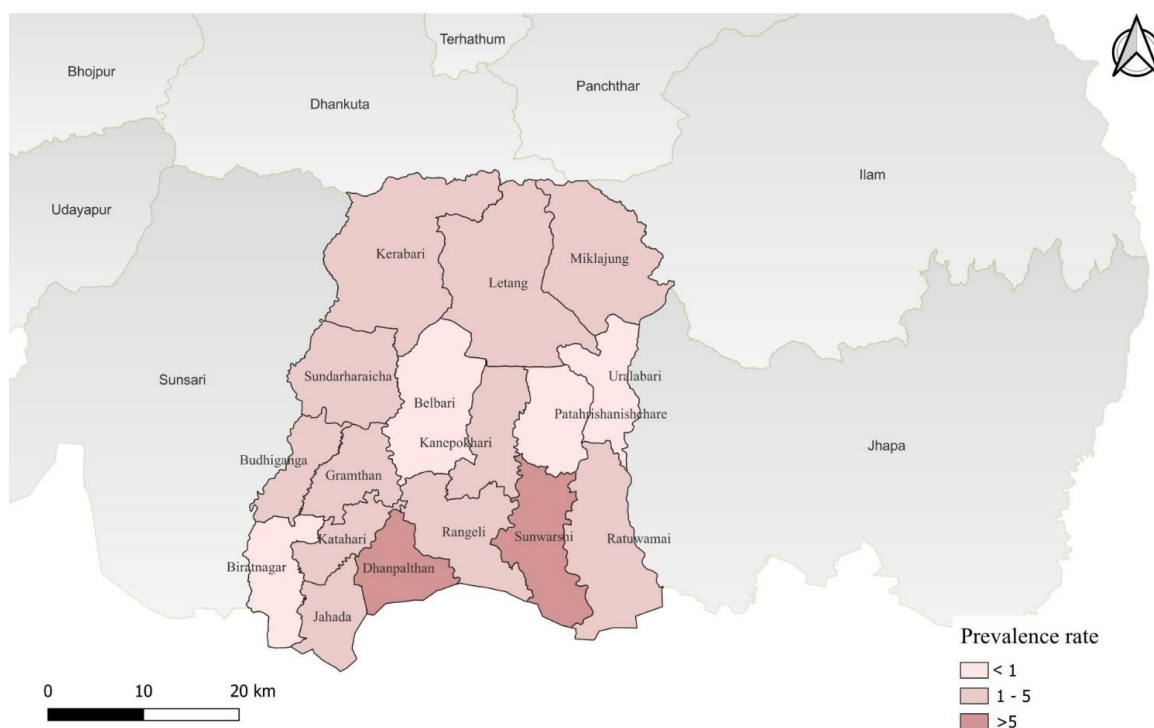 Terhathum
Bhojpur
Panchthar
Dhankuta
Ilam
Udayapur
Kerabari
Miklajung
Letang
Sunsari
Sundarharaicha
Uralabari
Belbari
Patahrishanishchare
Kanepokhari
Jhapa
Budhiganga
Gramthan
Rangeli
Sunwarshi
Katahari
Ratuwamai
Biratnagar
Dhanpalthan
Jahada
Prevalence rate
< 1
1 - 5
>5
0 10 20 km